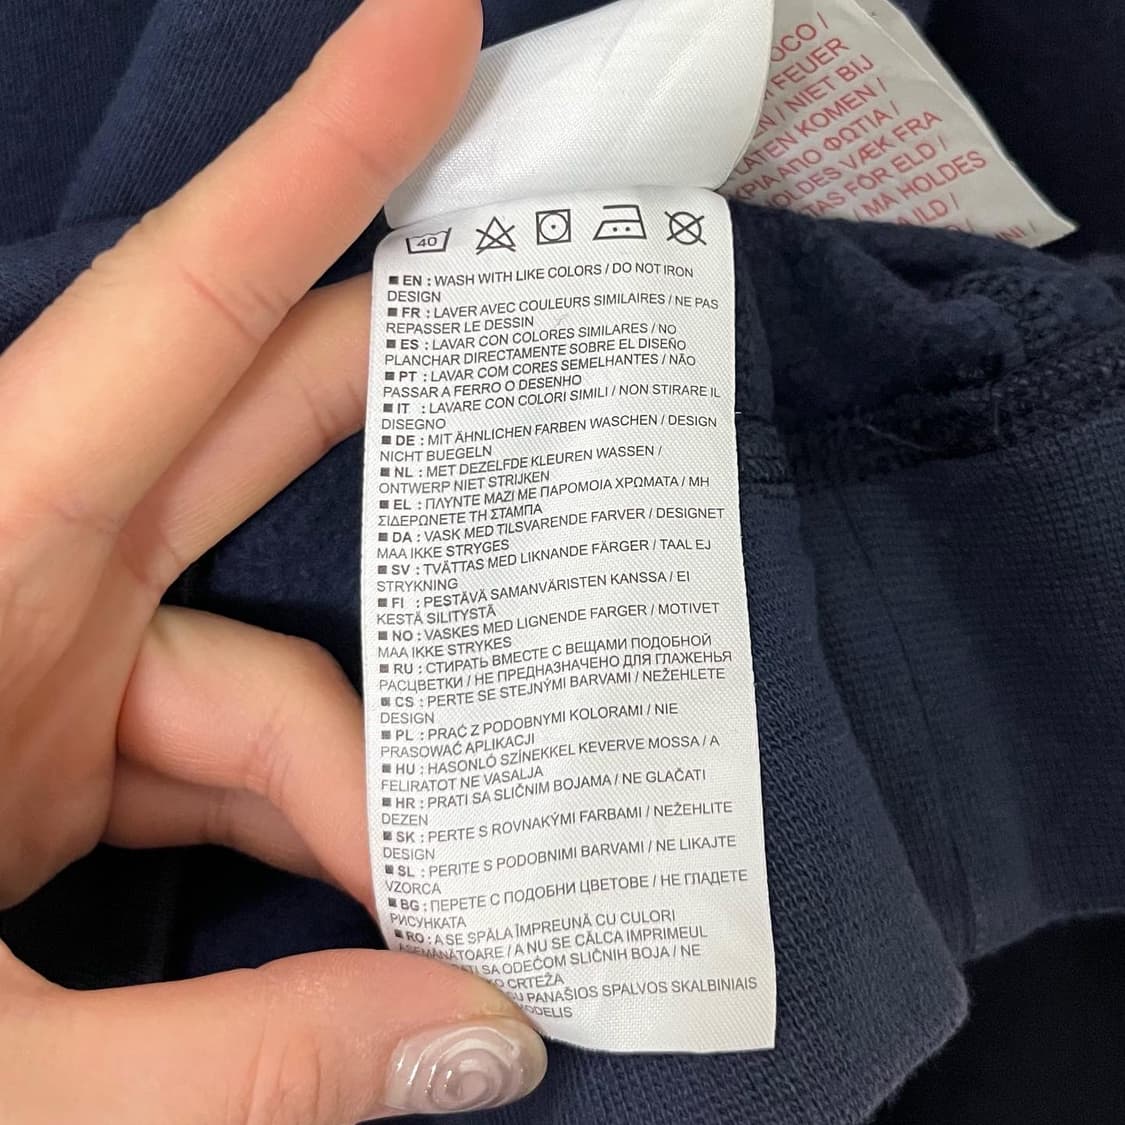 OCO /
FEUER
/ NIET BIJ
LATEN KOMEN /
ΑΠΟ ΦΩΤΙΑ /
HOLDES VÆK FRA
FÖR ELD /
/ MÅ HOLDES
ILD /
40
■ EN : WASH WITH LIKE COLORS / DO NOT IRON
DESIGN
■ FR : LAVER AVEC COULEURS SIMILAIRES / NE PAS
REPASSER LE DESSIN
■ ES : LAVAR CON COLORES SIMILARES / NO
PLANCHAR DIRECTAMENTE SOBRE EL DISEÑO
■ PT : LAVAR COM CORES SEMELHANTES / NÃO
PASSAR A FERRO O DESENHO
■ IT : LAVARE CON COLORI SIMILI / NON STIRARE IL
DISEGNO
■ DE : MIT ÄHNLICHEN FARBEN WASCHEN / DESIGN
NICHT BUEGELN
■ NL : MET DEZELFDE KLEUREN WASSEN /
ONTWERP NIET STRIJKEN
■ EL : ΠΛΥΝΤΕ ΜΑΖΙ ΜΕ ΠΑΡΟΜΟΙΑ ΧΡΩΜΑΤΑ / ΜΗ
ΣΙΔΕΡΩΝΕΤΕ ΤΗ ΣΤΑΜΠΑ
■ DA : VASK MED TILSVARENDE FARVER / DESIGNET
MAA IKKE STRYGES
■ SV : TVÄTTAS MED LIKNANDE FÄRGER / TAAL EJ
STRYKNING
■ FI : PESTÄVÄ SAMANVÄRISTEN KANSSA / EI
KESTÄ SILITYSTÄ
■ NO : VASKES MED LIGNENDE FARGER / MOTIVET
MAA IKKE STRYKES
■ RU : СТИРАТЬ ВМЕСТЕ С ВЕЩАМИ ПОДОБНОЙ
РАСЦВЕТКИ / НЕ ПРЕДНАЗНАЧЕНО ДЛЯ ГЛАЖЕНЬЯ
■ CS : PERTE SE STEJNÝMI BARVAMI / NEŽEHLETE
DESIGN
■ PL : PRAĆ Z PODOBNYMI KOLORAMI / NIE
PRASOWAĆ APLIKACJI
■ HU : HASONLÓ SZÍNEKKEL KEVERVE MOSSA / A
FELIRATOT NE VASALJA
■ HR : PRATI SA SLIČNIM BOJAMA / NE GLAČATI
DEZEN
■ SK : PERTE S ROVNAKÝMI FARBAMI / NEŽEHLITE
DESIGN
■ SL : PERITE S PODOBNIMI BARVAMI / NE LIKAJTE
VZORCA
■ BG : ПЕРЕТЕ С ПОДОБНИ ЦВЕТОВЕ / НЕ ГЛАДЕТЕ
РИСУНКАТА
■ RO : A SE SPĂLA ÎMPREUNĂ CU CULORI
ASEMĂNĂTOARE / A NU SE CĂLCA IMPRIMEUL
SA ODEĆOM SLIČNIH BOJA / NE
CRTEŽA
PANAŠIOS SPALVOS SKALBINIAIS